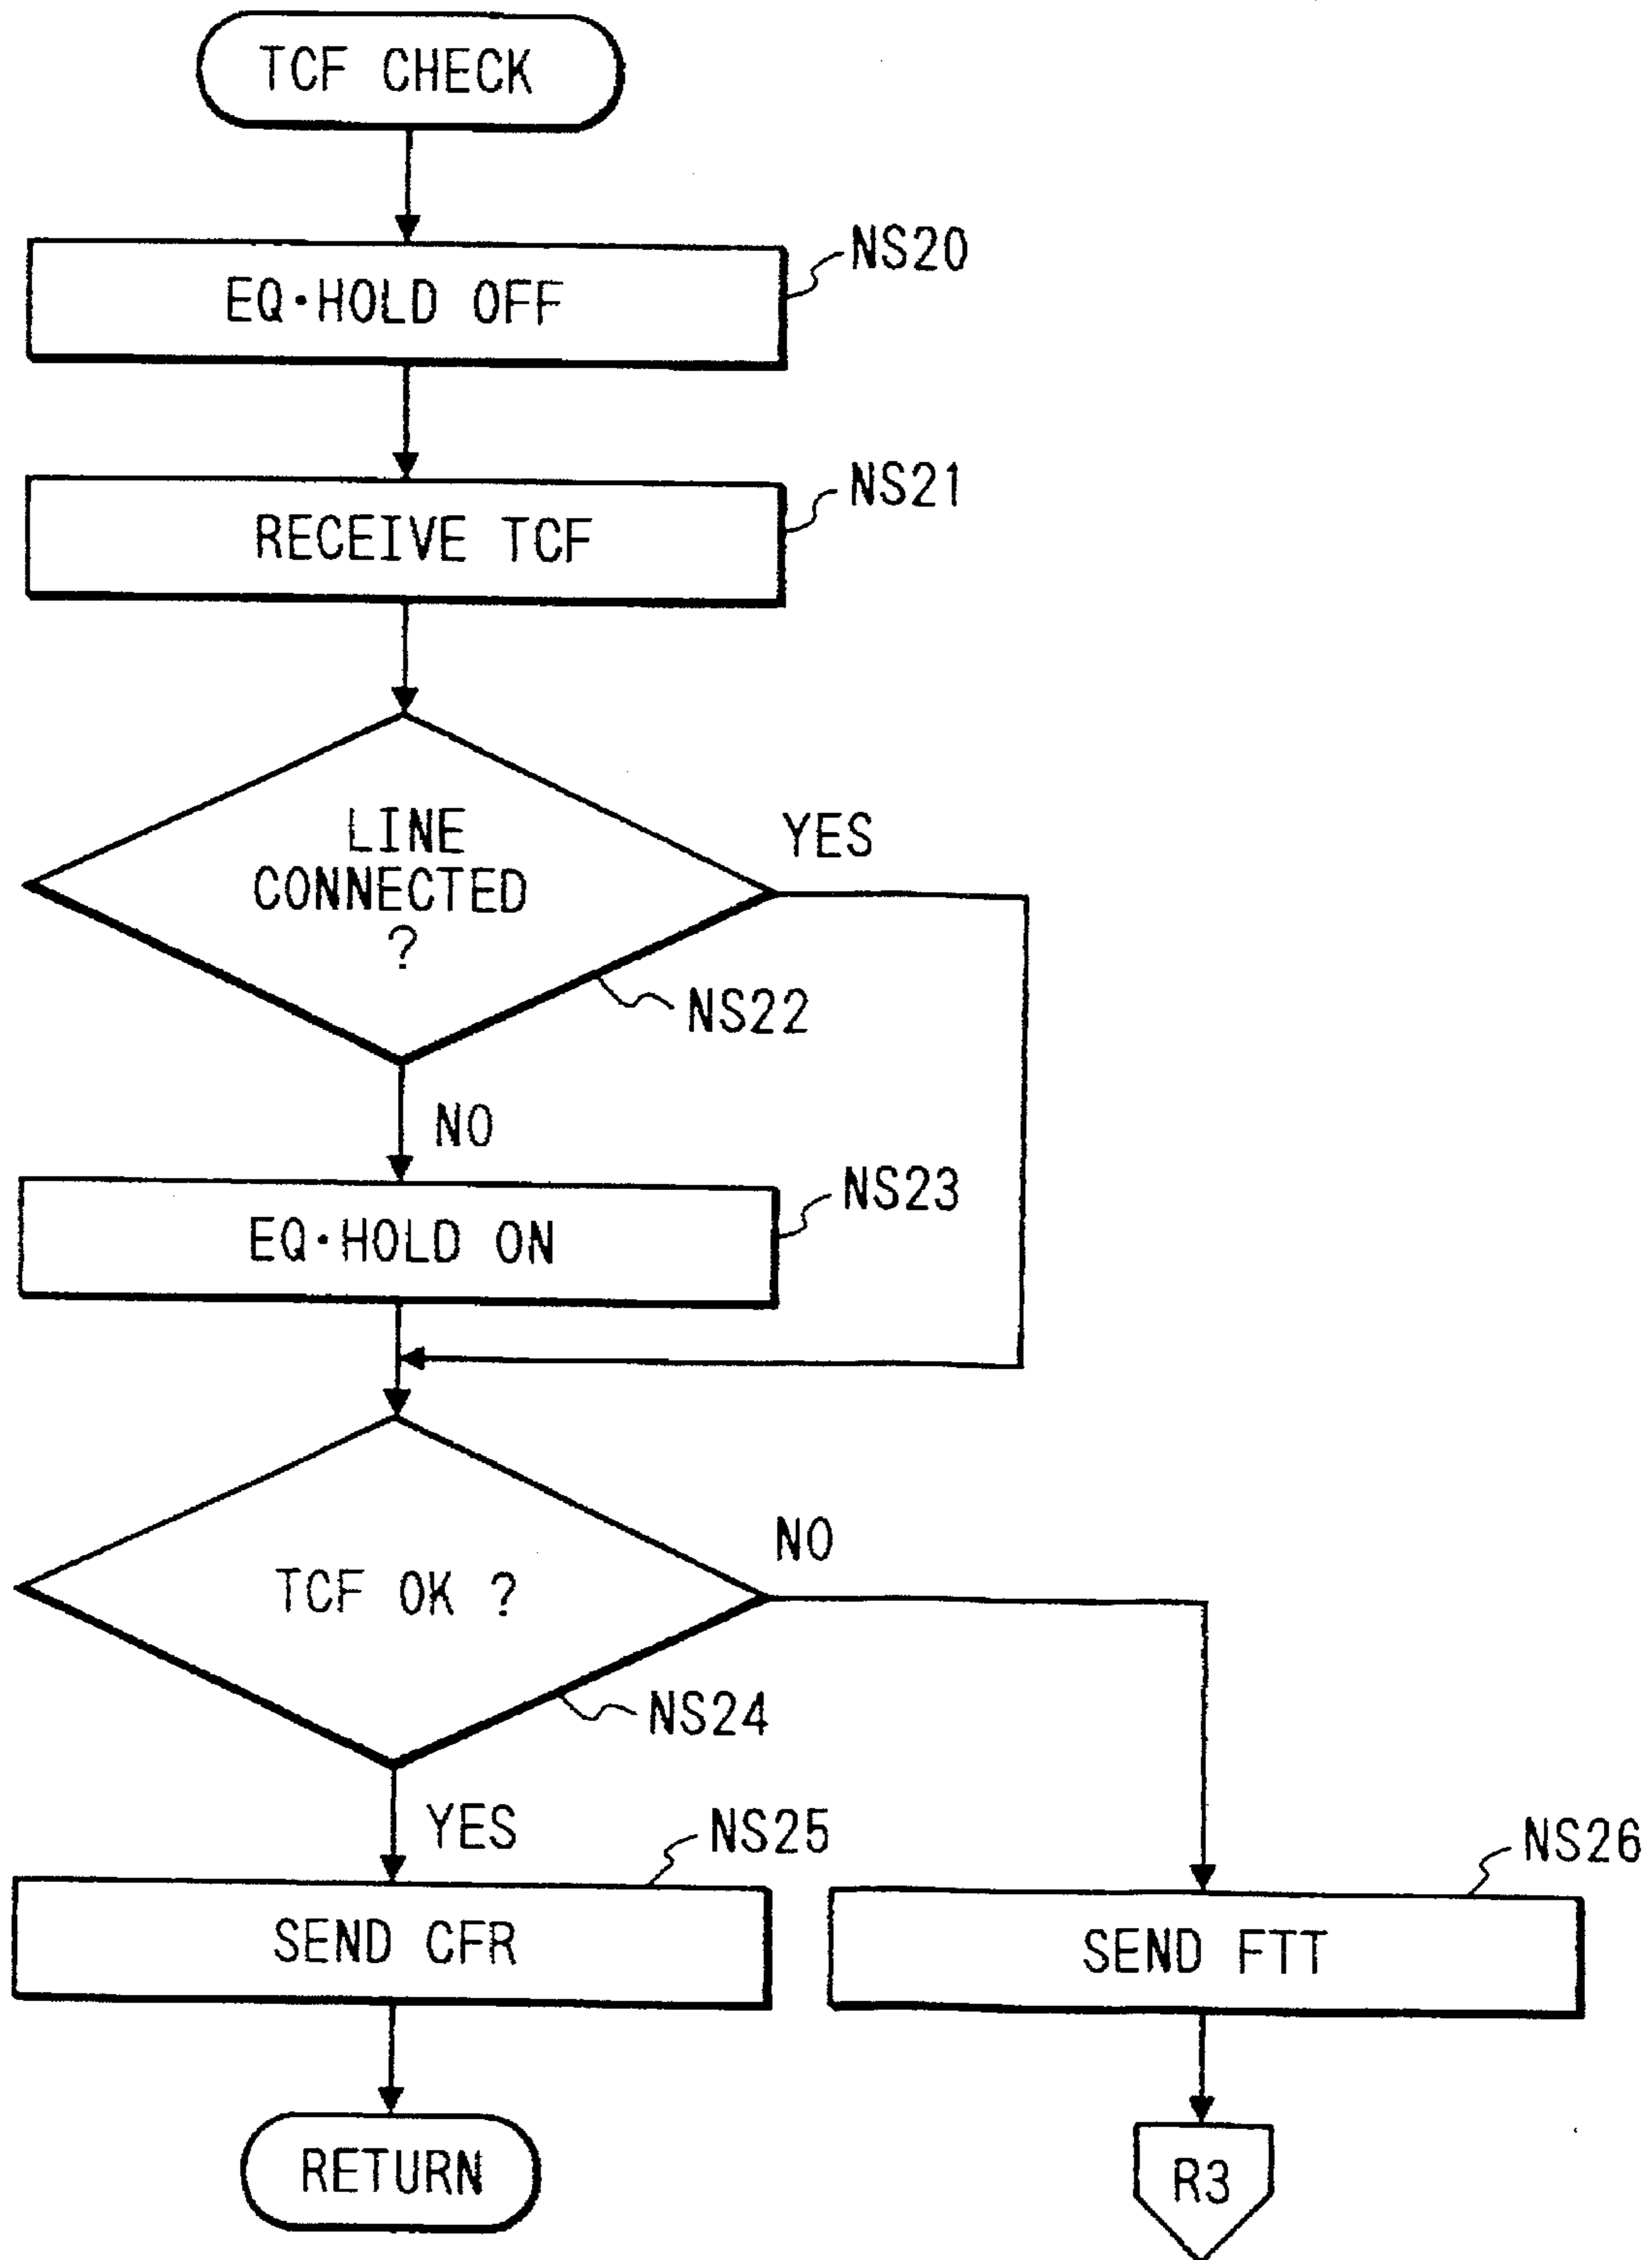 TCF CHECK
NS20
EQ·HOLD OFF
NS21
RECEIVE TCF
LINE
CONNECTED
?
YES
NS22
NO
NS23
EQ·HOLD ON
TCF OK ?
NO
NS24
YES
NS25
NS26
SEND CFR
SEND FTT
RETURN
R3